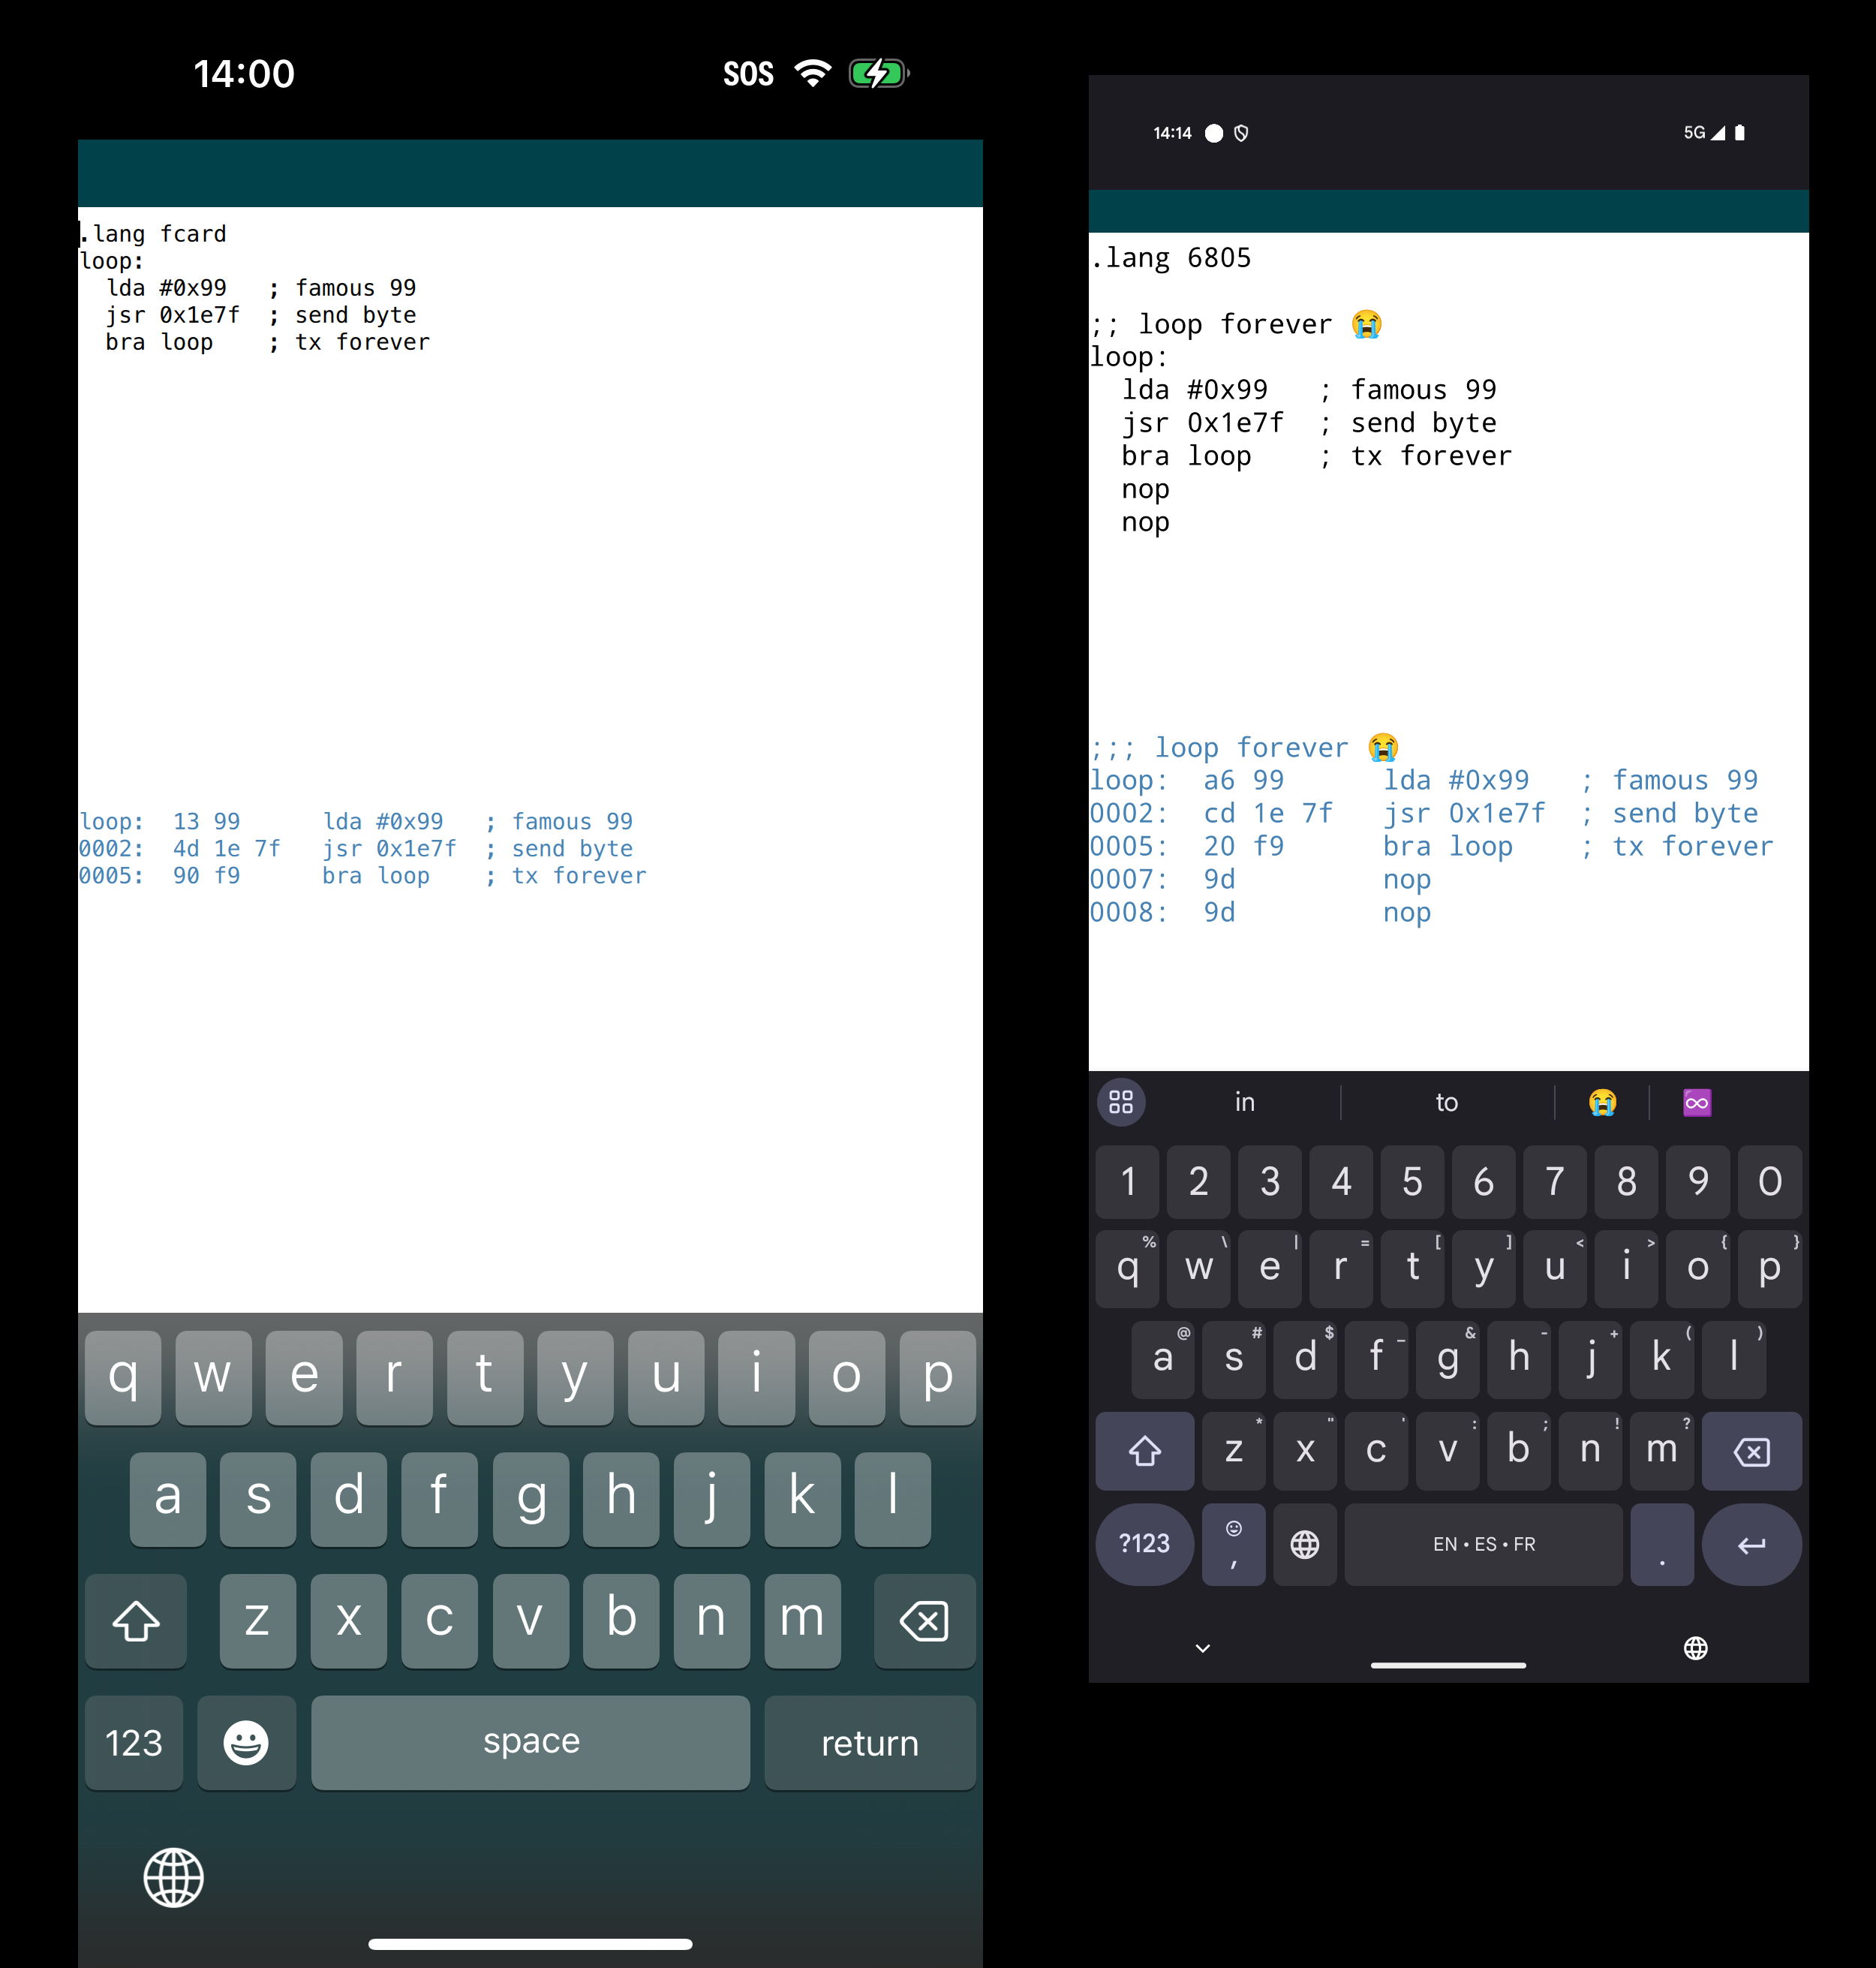 14:00
SOS
.lang fcard
loop:
  lda #0x99   ; famous 99
  jsr 0x1e7f  ; send byte
  bra loop    ; tx forever
loop:  13 99      lda #0x99   ; famous 99
0002:  4d 1e 7f   jsr 0x1e7f  ; send byte
0005:  90 f9      bra loop    ; tx forever
q w e r t y u i o p
a s d f g h j k l
z x c v b n m
123 space return
14:14
5G
.lang 6805
;; loop forever 😭
loop:
  lda #0x99   ; famous 99
  jsr 0x1e7f  ; send byte
  bra loop    ; tx forever
  nop
  nop
;;; loop forever 😭
loop:  a6 99      lda #0x99   ; famous 99
0002:  cd 1e 7f   jsr 0x1e7f  ; send byte
0005:  20 f9      bra loop    ; tx forever
0007:  9d         nop
0008:  9d         nop
in to 😭 ♾️
1 2 3 4 5 6 7 8 9 0
% \ | = [ ] < > { }
q w e r t y u i o p
@ # $ _ & - + ( )
a s d f g h j k l
* " ' : ; ! ?
z x c v b n m
?123 , EN • ES • FR .